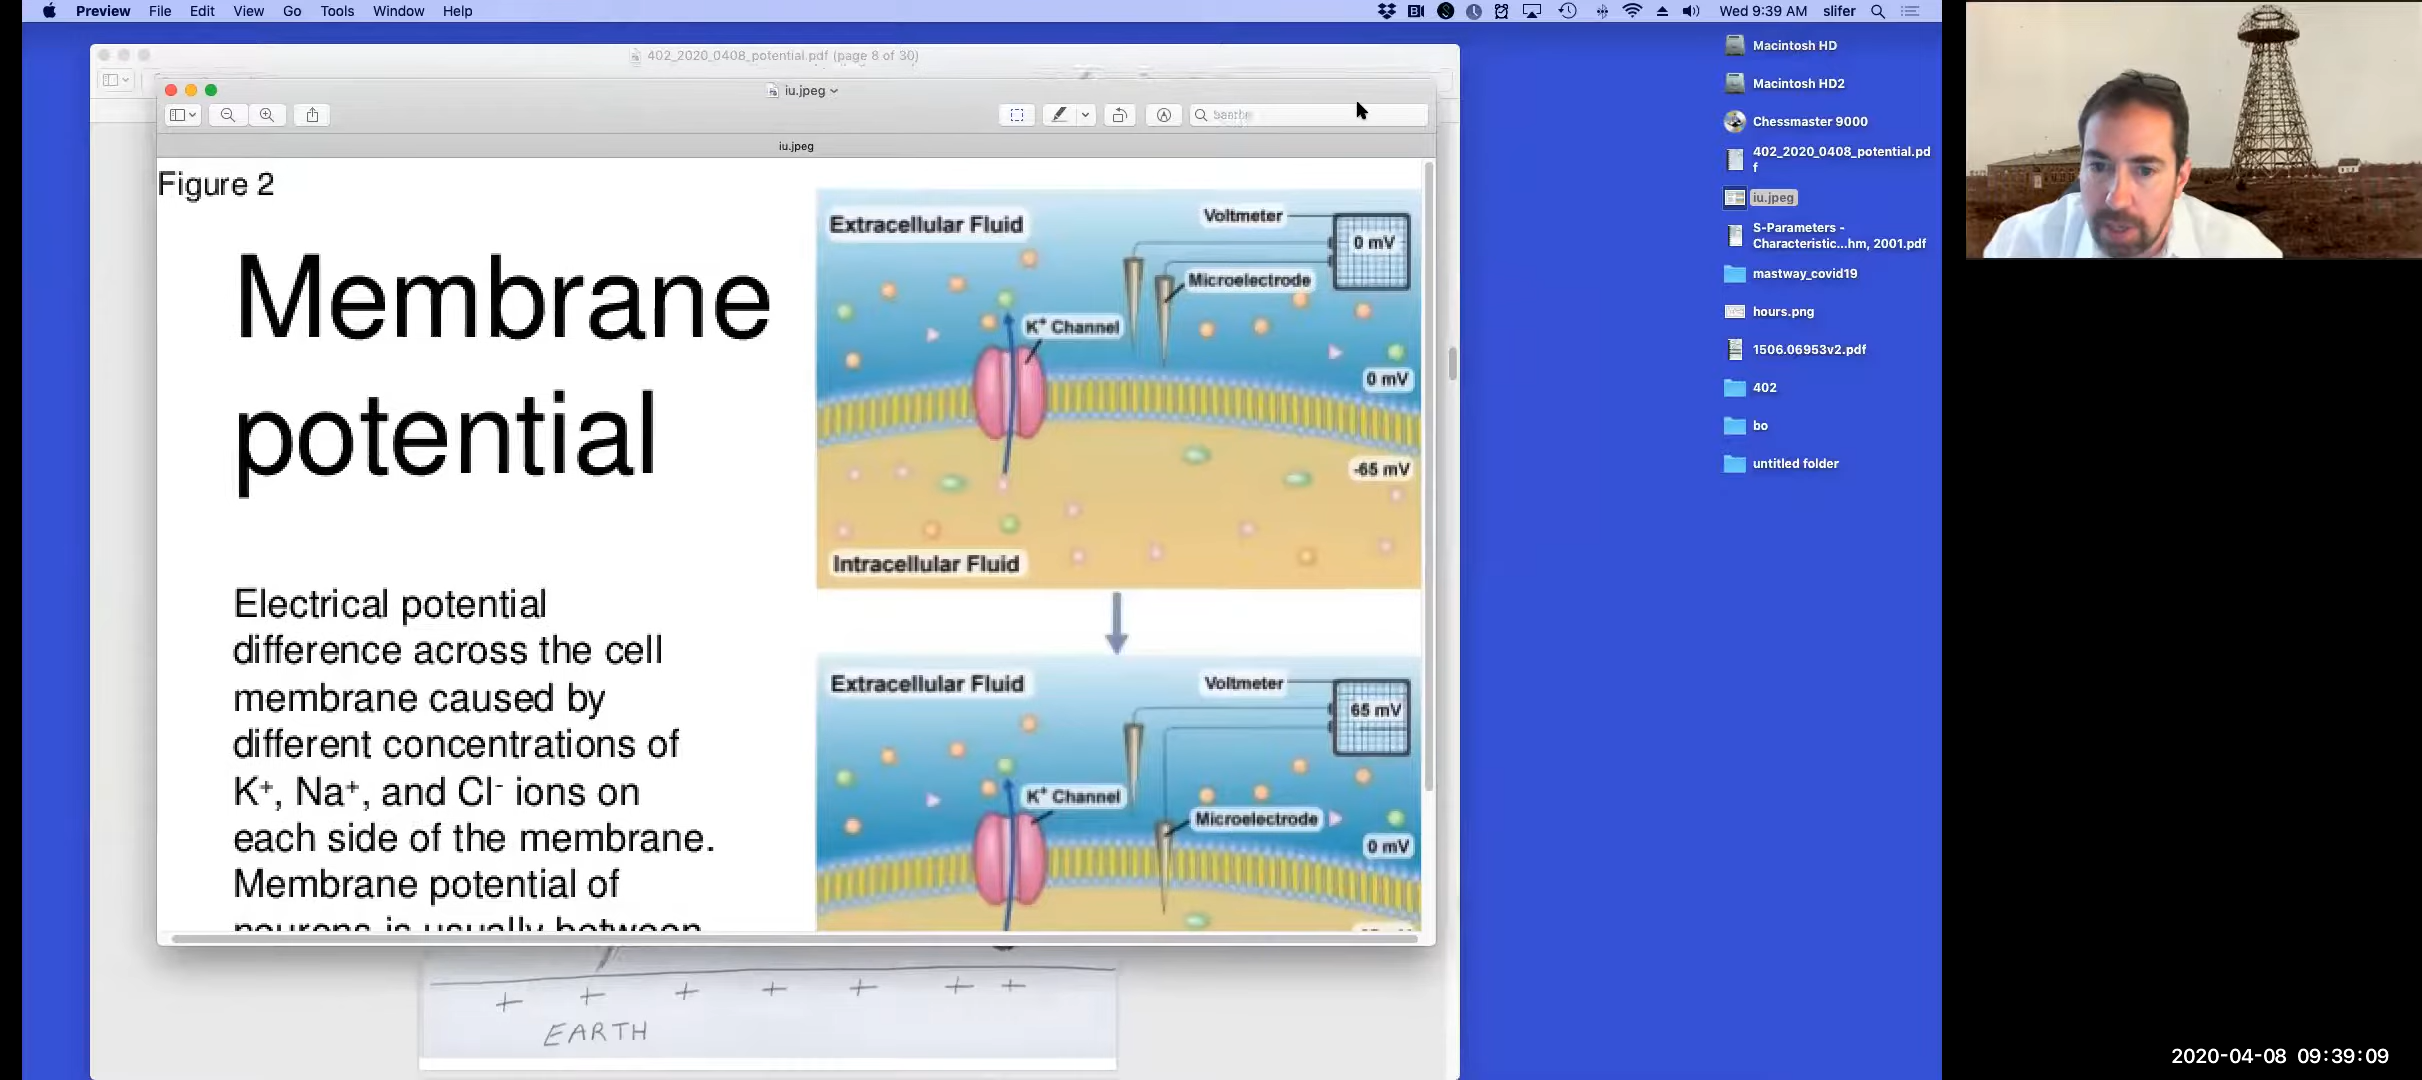 Preview File Edit View Go Tools Window Help
Wed 9:39 AM slifer
402_2020_0408_potential.pdf (page 8 of 30)
iu.jpeg
iu.jpeg
Figure 2
Membrane
potential
Electrical potential
difference across the cell
membrane caused by
different concentrations of
K⁺, Na⁺, and Cl⁻ ions on
each side of the membrane.
Membrane potential of
neurons is usually between
Extracellular Fluid
Voltmeter
0 mV
Microelectrode
K⁺ Channel
0 mV
-65 mV
Intracellular Fluid
Extracellular Fluid
Voltmeter
65 mV
K⁺ Channel
Microelectrode
0 mV
+ + + + + + +
EARTH
Macintosh HD
Macintosh HD2
Chessmaster 9000
402_2020_0408_potential.pd
f
iu.jpeg
S-Parameters -
Characteristic...hm, 2001.pdf
mastway_covid19
hours.png
1506.06953v2.pdf
402
bo
untitled folder
2020-04-08 09:39:09